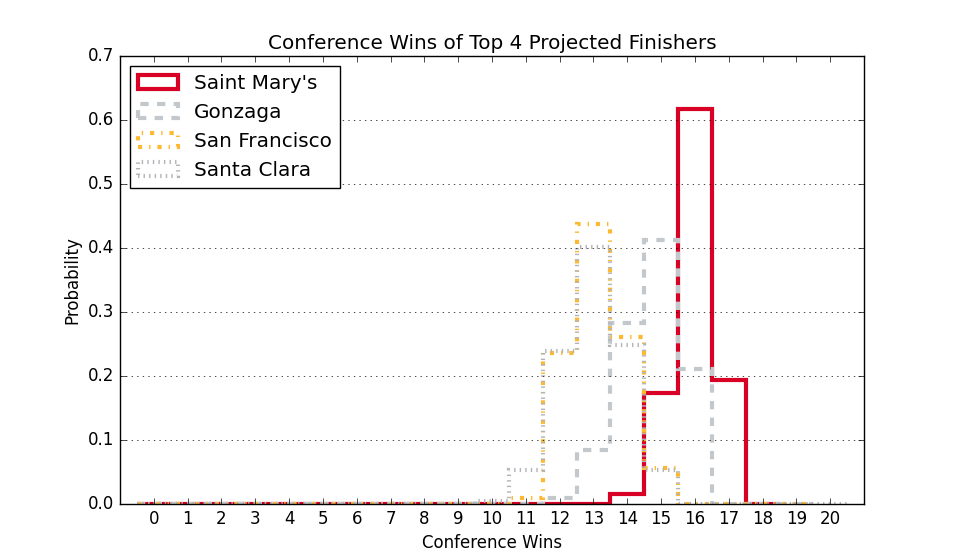 Conference Wins of Top 4 Projected Finishers
0.7
0.6
0.5
0.4
0.3
0.2
0.1
0.0
Probability
Saint Mary's
Gonzaga
San Francisco
Santa Clara
0 1 2 3 4 5 6 7 8 9 10 11 12 13 14 15 16 17 18 19 20
Conference Wins